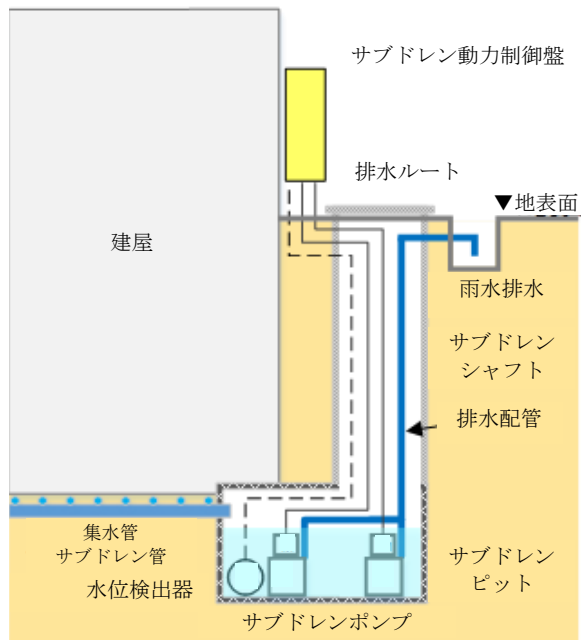 サブドレン動力制御盤
排水ルート
▼地表面
建屋
雨水排水
サブドレン
シャフト
排水配管
集水管
サブドレン管
水位検出器
サブドレン
ピット
サブドレンポンプ